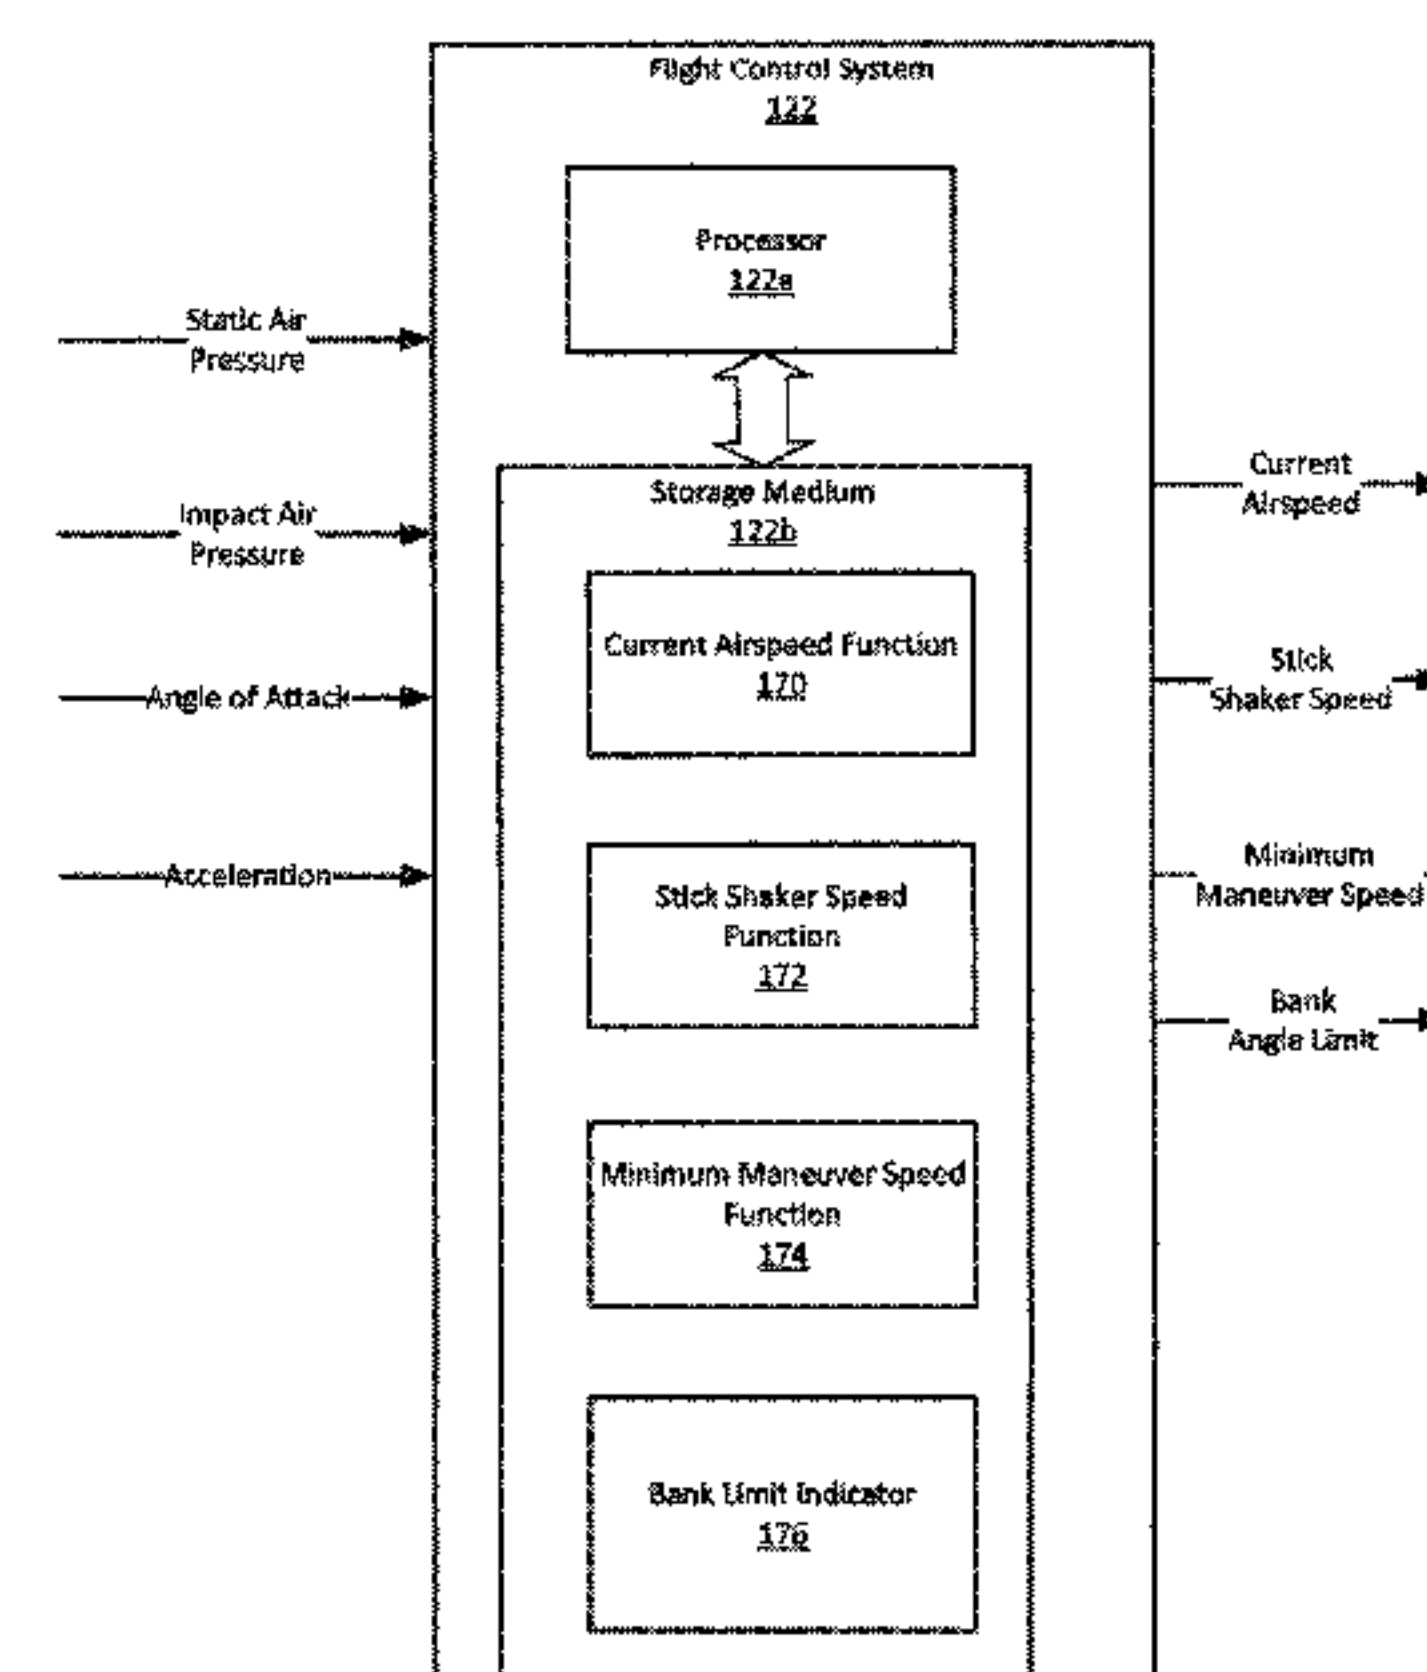 Flight Control System
122
Processor
122a
Static Air
Pressure
Impact Air
Pressure
Angle of Attack
Acceleration
Storage Medium
122b
Current Airspeed Function
170
Stick Shaker Speed
Function
172
Minimum Maneuver Speed
Function
174
Bank Limit Indicator
176
Current
Airspeed
Stick
Shaker Speed
Minimum
Maneuver Speed
Bank
Angle Limit